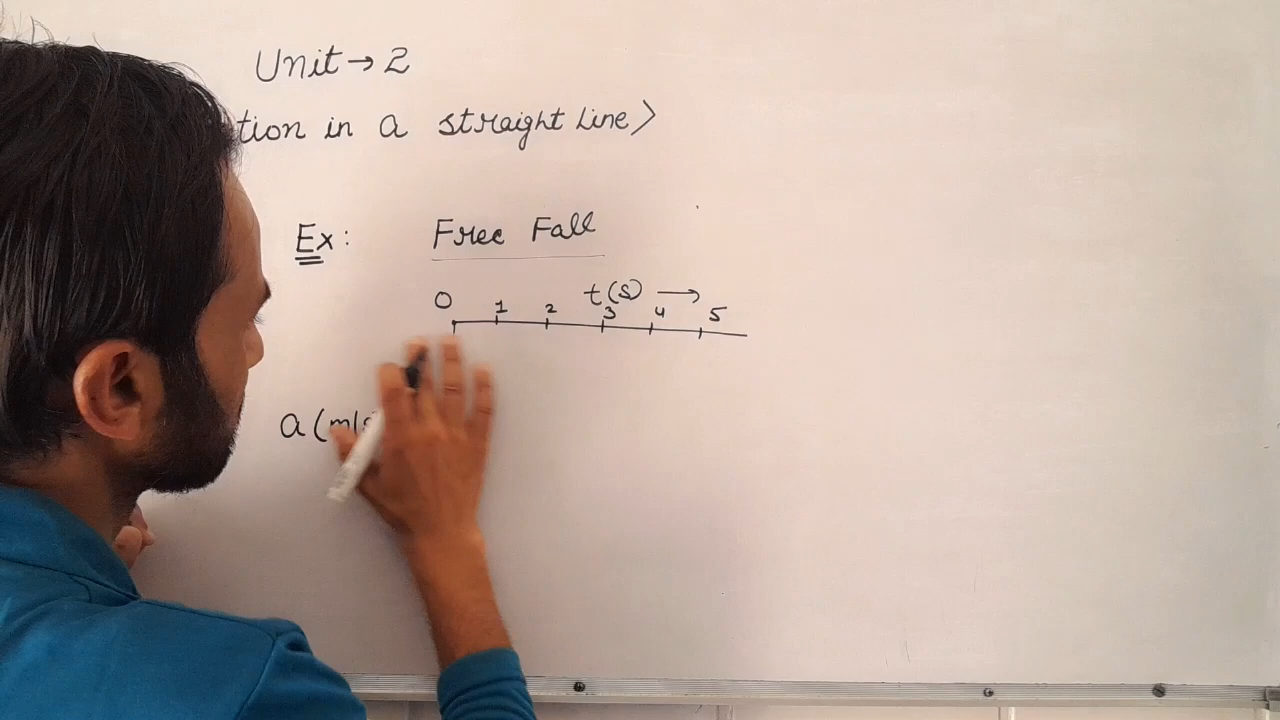 Unit → 2
tion in a straight line>
Ex: Free Fall
t(s) →
0 1 2 3 4 5
a (m/s